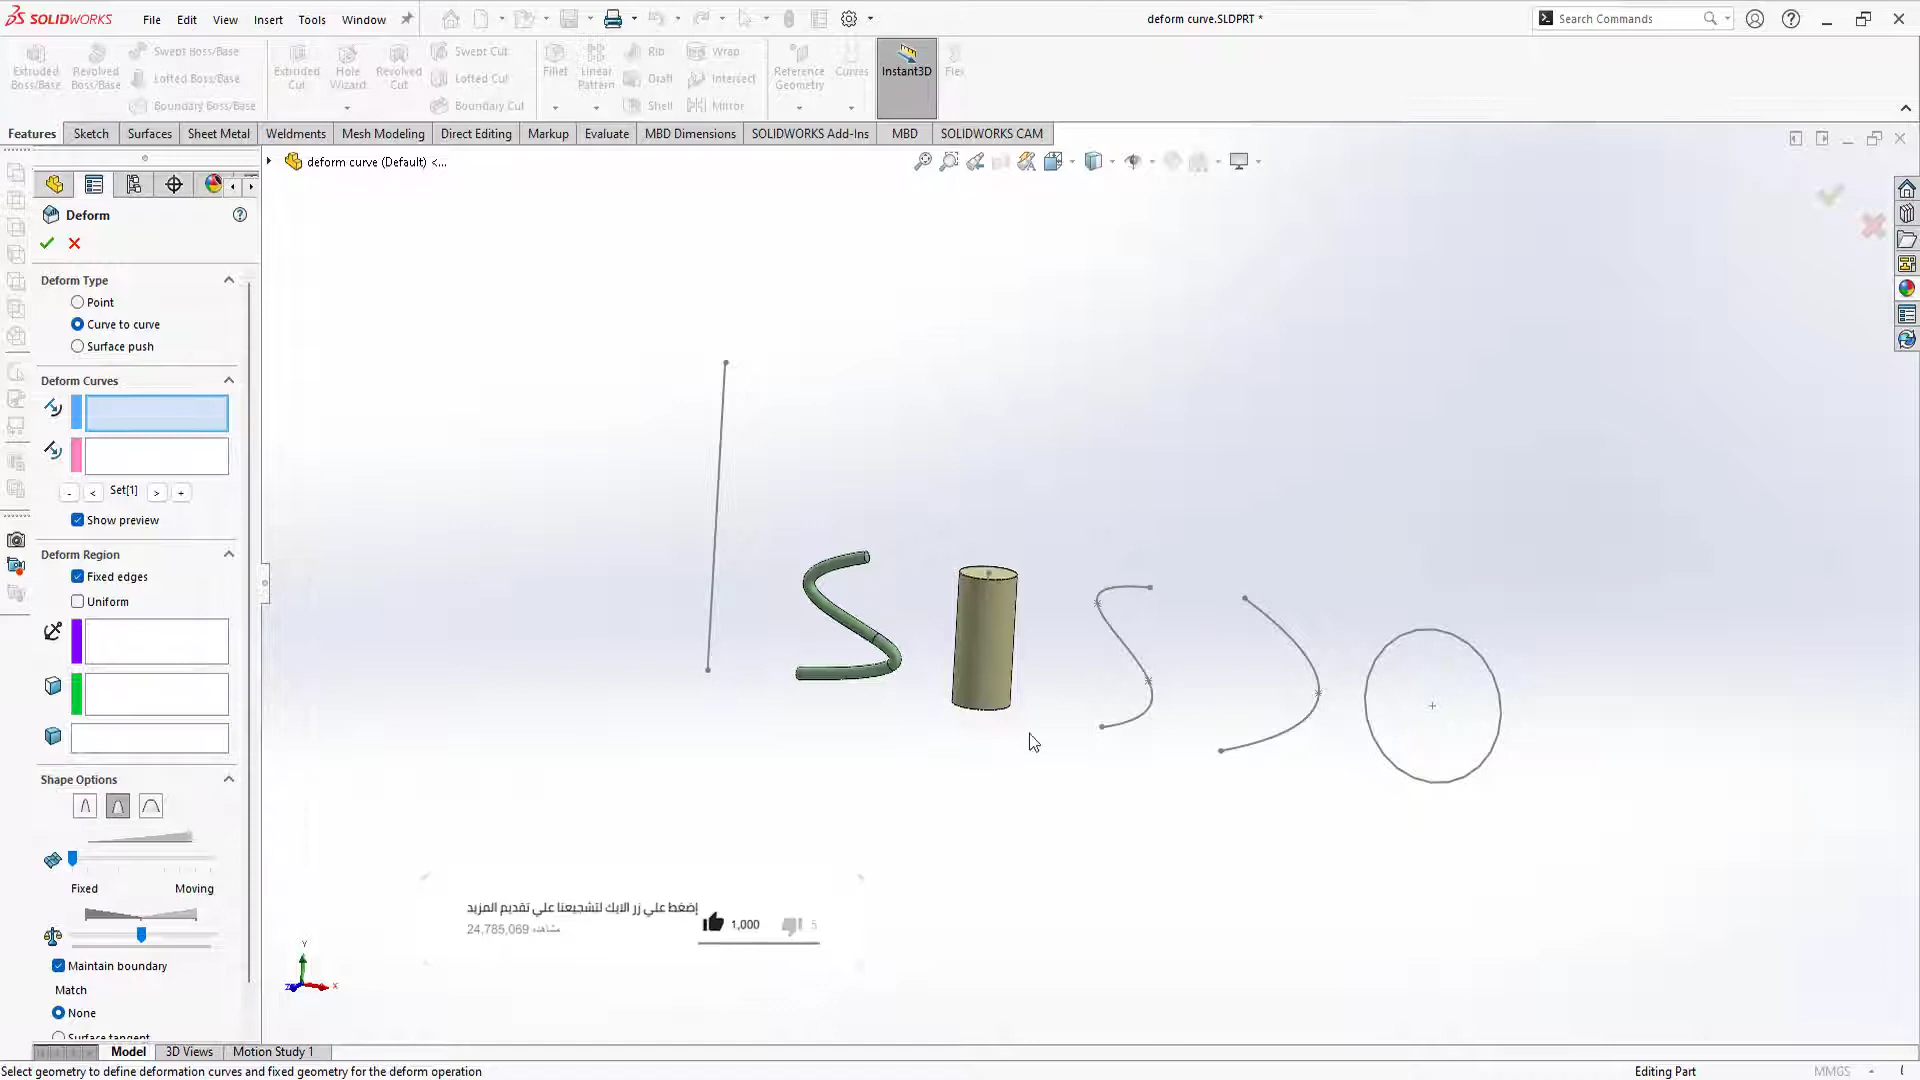 SOLIDWORKS File Edit View Insert Tools Window deform curve.SLDPRT * Search Commands
Extruded Boss/Base
Revolved Boss/Base
Swept Boss/Base
Lofted Boss/Base
Boundary Boss/Base
Extruded Cut
Hole Wizard
Revolved Cut
Swept Cut
Lofted Cut
Boundary Cut
Fillet
Linear Pattern
Rib
Draft
Shell
Wrap
Intersect
Mirror
Reference Geometry
Curves
Instant3D
Flex
Features Sketch Surfaces Sheet Metal Weldments Mesh Modeling Direct Editing Markup Evaluate MBD Dimensions SOLIDWORKS Add-Ins MBD SOLIDWORKS CAM
deform curve (Default) <...
Deform
Deform Type
Point
Curve to curve
Surface push
Deform Curves
- < Set[1] > +
Show preview
Deform Region
Fixed edges
Uniform
Shape Options
Fixed Moving
Maintain boundary
Match
None
Surface tangent
إضغط علي زر الايك لتشجيعنا علي تقديم المزيد
24,785,069 مشاهده
1,000 5
Y
X
Z
Model 3D Views Motion Study 1
Select geometry to define deformation curves and fixed geometry for the deform operation Editing Part MMGS